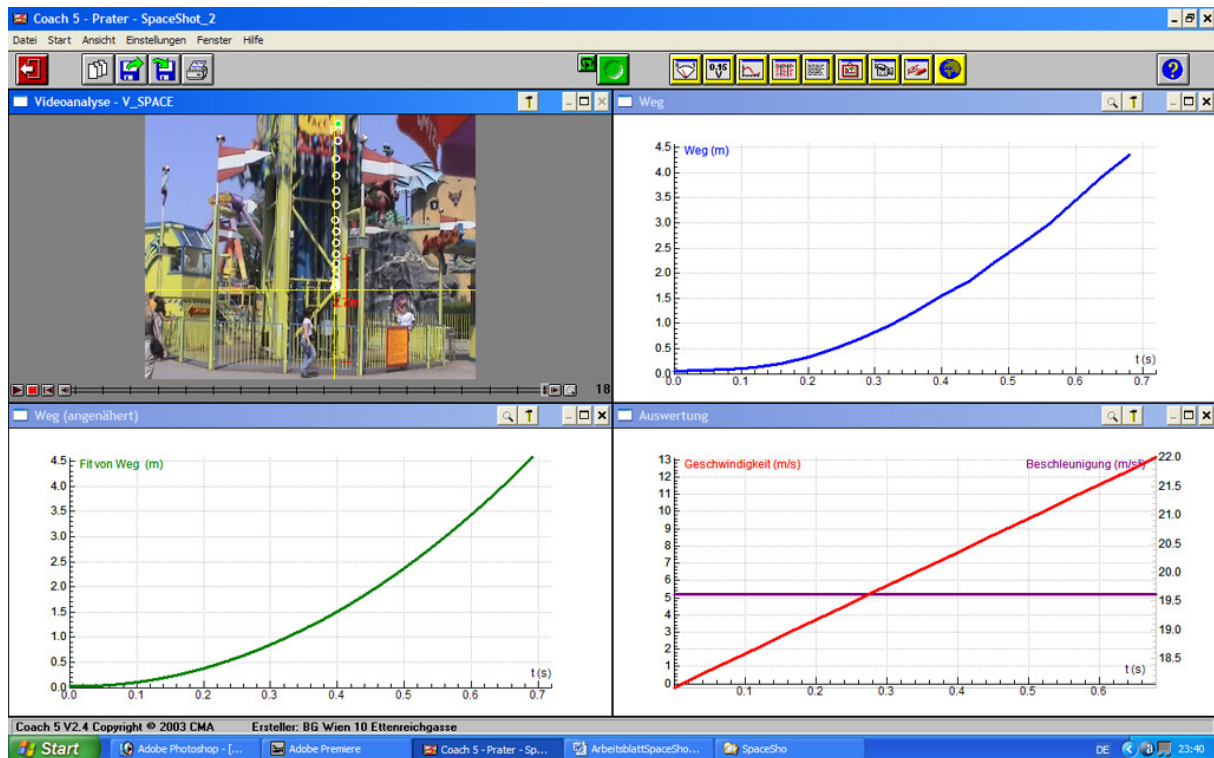 Coach 5 - Prater - SpaceShot_2
Datei Start Ansicht Einstellungen Fenster Hilfe
0,15
V
?
Videoanalyse - V_SPACE
2.7m
18
Weg
Weg (m)
4.5
4.0
3.5
3.0
2.5
2.0
1.5
1.0
0.5
0.0
t (s)
0.0 0.1 0.2 0.3 0.4 0.5 0.6 0.7
Weg (angenähert)
Fit von Weg (m)
4.5
4.0
3.5
3.0
2.5
2.0
1.5
1.0
0.5
0.0
t (s)
0.0 0.1 0.2 0.3 0.4 0.5 0.6 0.7
Auswertung
Geschwindigkeit (m/s)
Beschleunigung (m/s²)
13
12
11
10
9
8
7
6
5
4
3
2
1
0
22.0
21.5
21.0
20.5
20.0
19.5
19.0
18.5
t (s)
0.1 0.2 0.3 0.4 0.5 0.6
Coach 5 V2.4 Copyright © 2003 CMA Ersteller: BG Wien 10 Ettenreichgasse
Start Adobe Photoshop - [... Adobe Premiere Coach 5 - Prater - Sp... ArbeitsblattSpaceSho... SpaceSho DE 23:40